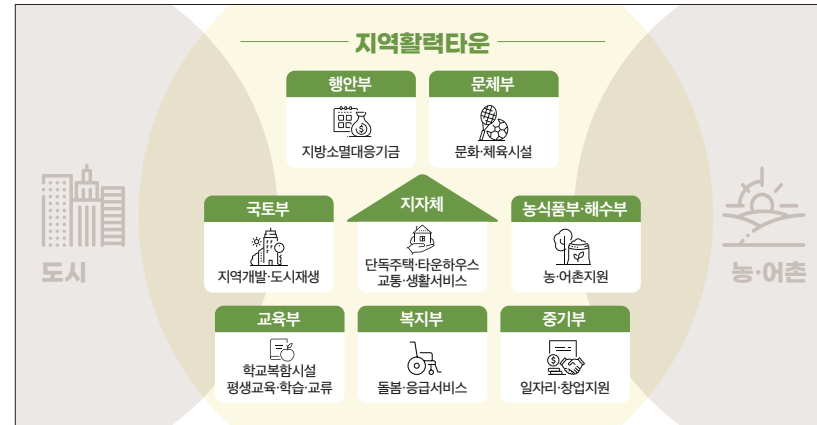 지역활력타운
행안부
문체부
지방소멸대응기금
문화·체육시설
국토부
지자체
농식품부·해수부
지역개발·도시재생
단독주택·타운하우스
교통·생활서비스
농·어촌지원
도시
농·어촌
교육부
복지부
중기부
학교복합시설
평생교육·학습·교류
돌봄·응급서비스
일자리·창업지원